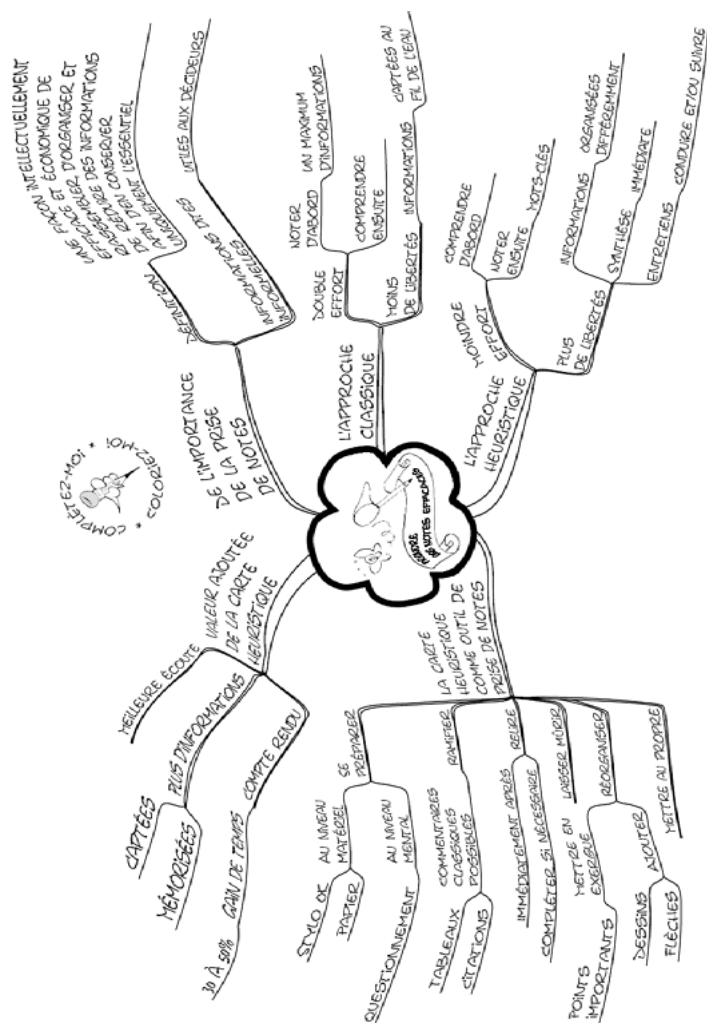 PRENDRE
DES NOTES EFFICACES
DE L'IMPORTANCE
DE LA PRISE
DE NOTES
DÉFINITION
UNE FAÇON INTELLECTUELLEMENT
EFFICACE ET ÉCONOMIQUE DE
RASSEMBLER, D'ORGANISER ET
DE RELIER DES INFORMATIONS
AFIN D'EN CONSERVER
UNIQUEMENT L'ESSENTIEL
INFORMATIONS DITES
INFORMELLES
UTILES AUX DÉCIDEURS
L'APPROCHE
CLASSIQUE
DOUBLE
EFFORT
NOTER
D'ABORD
UN MAXIMUM
D'INFORMATIONS
COMPRENDRE
ENSUITE
MOINS
DE LIBERTÉS
INFORMATIONS
CAPTÉES AU
FIL DE L'EAU
L'APPROCHE
HEURISTIQUE
MOINDRE
EFFORT
COMPRENDRE
D'ABORD
NOTER
ENSUITE
MOTS-CLÉS
PLUS
DE LIBERTÉS
INFORMATIONS
ORGANISÉES
DIFFÉREMMENT
SYNTHÈSE
IMMÉDIATE
ENTRETIENS
CONDUIRE ET/OU SUIVRE
LA CARTE
HEURISTIQUE
COMME OUTIL DE
PRISE DE NOTES
SE
PRÉPARER
AU NIVEAU
MATÉRIEL
STYLO OK
PAPIER
AU NIVEAU
MENTAL
QUESTIONNEMENT
RAMIFIER
COMMENTAIRES
CLASSIQUES
POSSIBLES
TABLEAUX
CITATIONS
RELIRE
IMMÉDIATEMENT APRÈS
COMPLÉTER SI NÉCESSAIRE
LAISSER MÛRIR
RÉORGANISER
METTRE EN
EXERGUE
POINTS
IMPORTANTS
AJOUTER
DESSINS
FLÈCHES
METTRE AU PROPRE
VALEUR AJOUTÉE
DE LA CARTE
HEURISTIQUE
MEILLEURE ÉCOUTE
PLUS D'INFORMATIONS
CAPTÉES
MÉMORISÉES
COMPTE RENDU
GAIN DE TEMPS
30 À 50%
* COMPLÉTEZ-MOI *
COLORIEZ-MOI